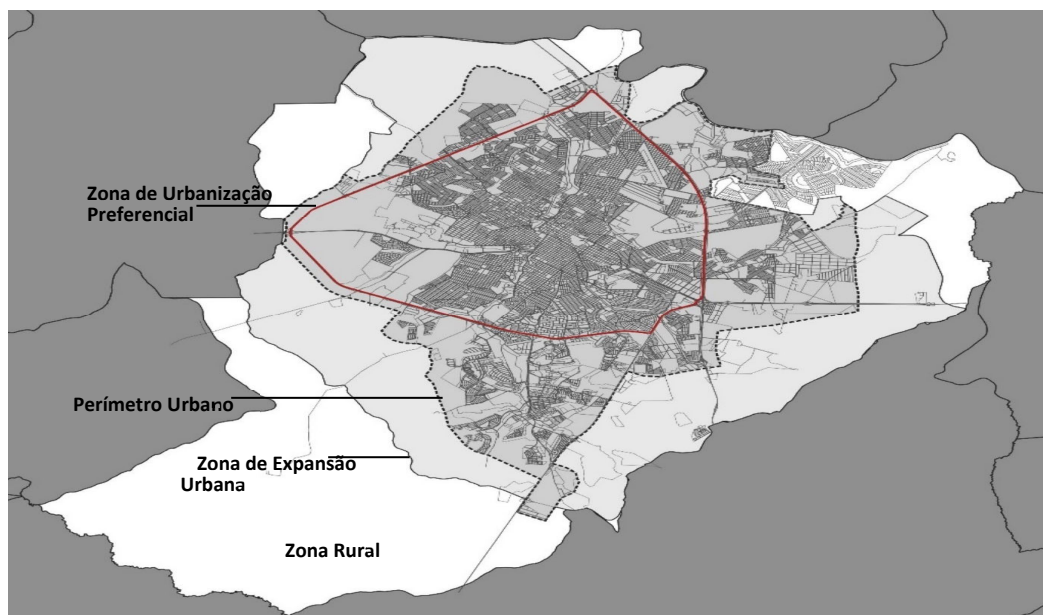 Zona de Urbanização
Preferencial
Perímetro Urbano
Zona de Expansão
Urbana
Zona Rural